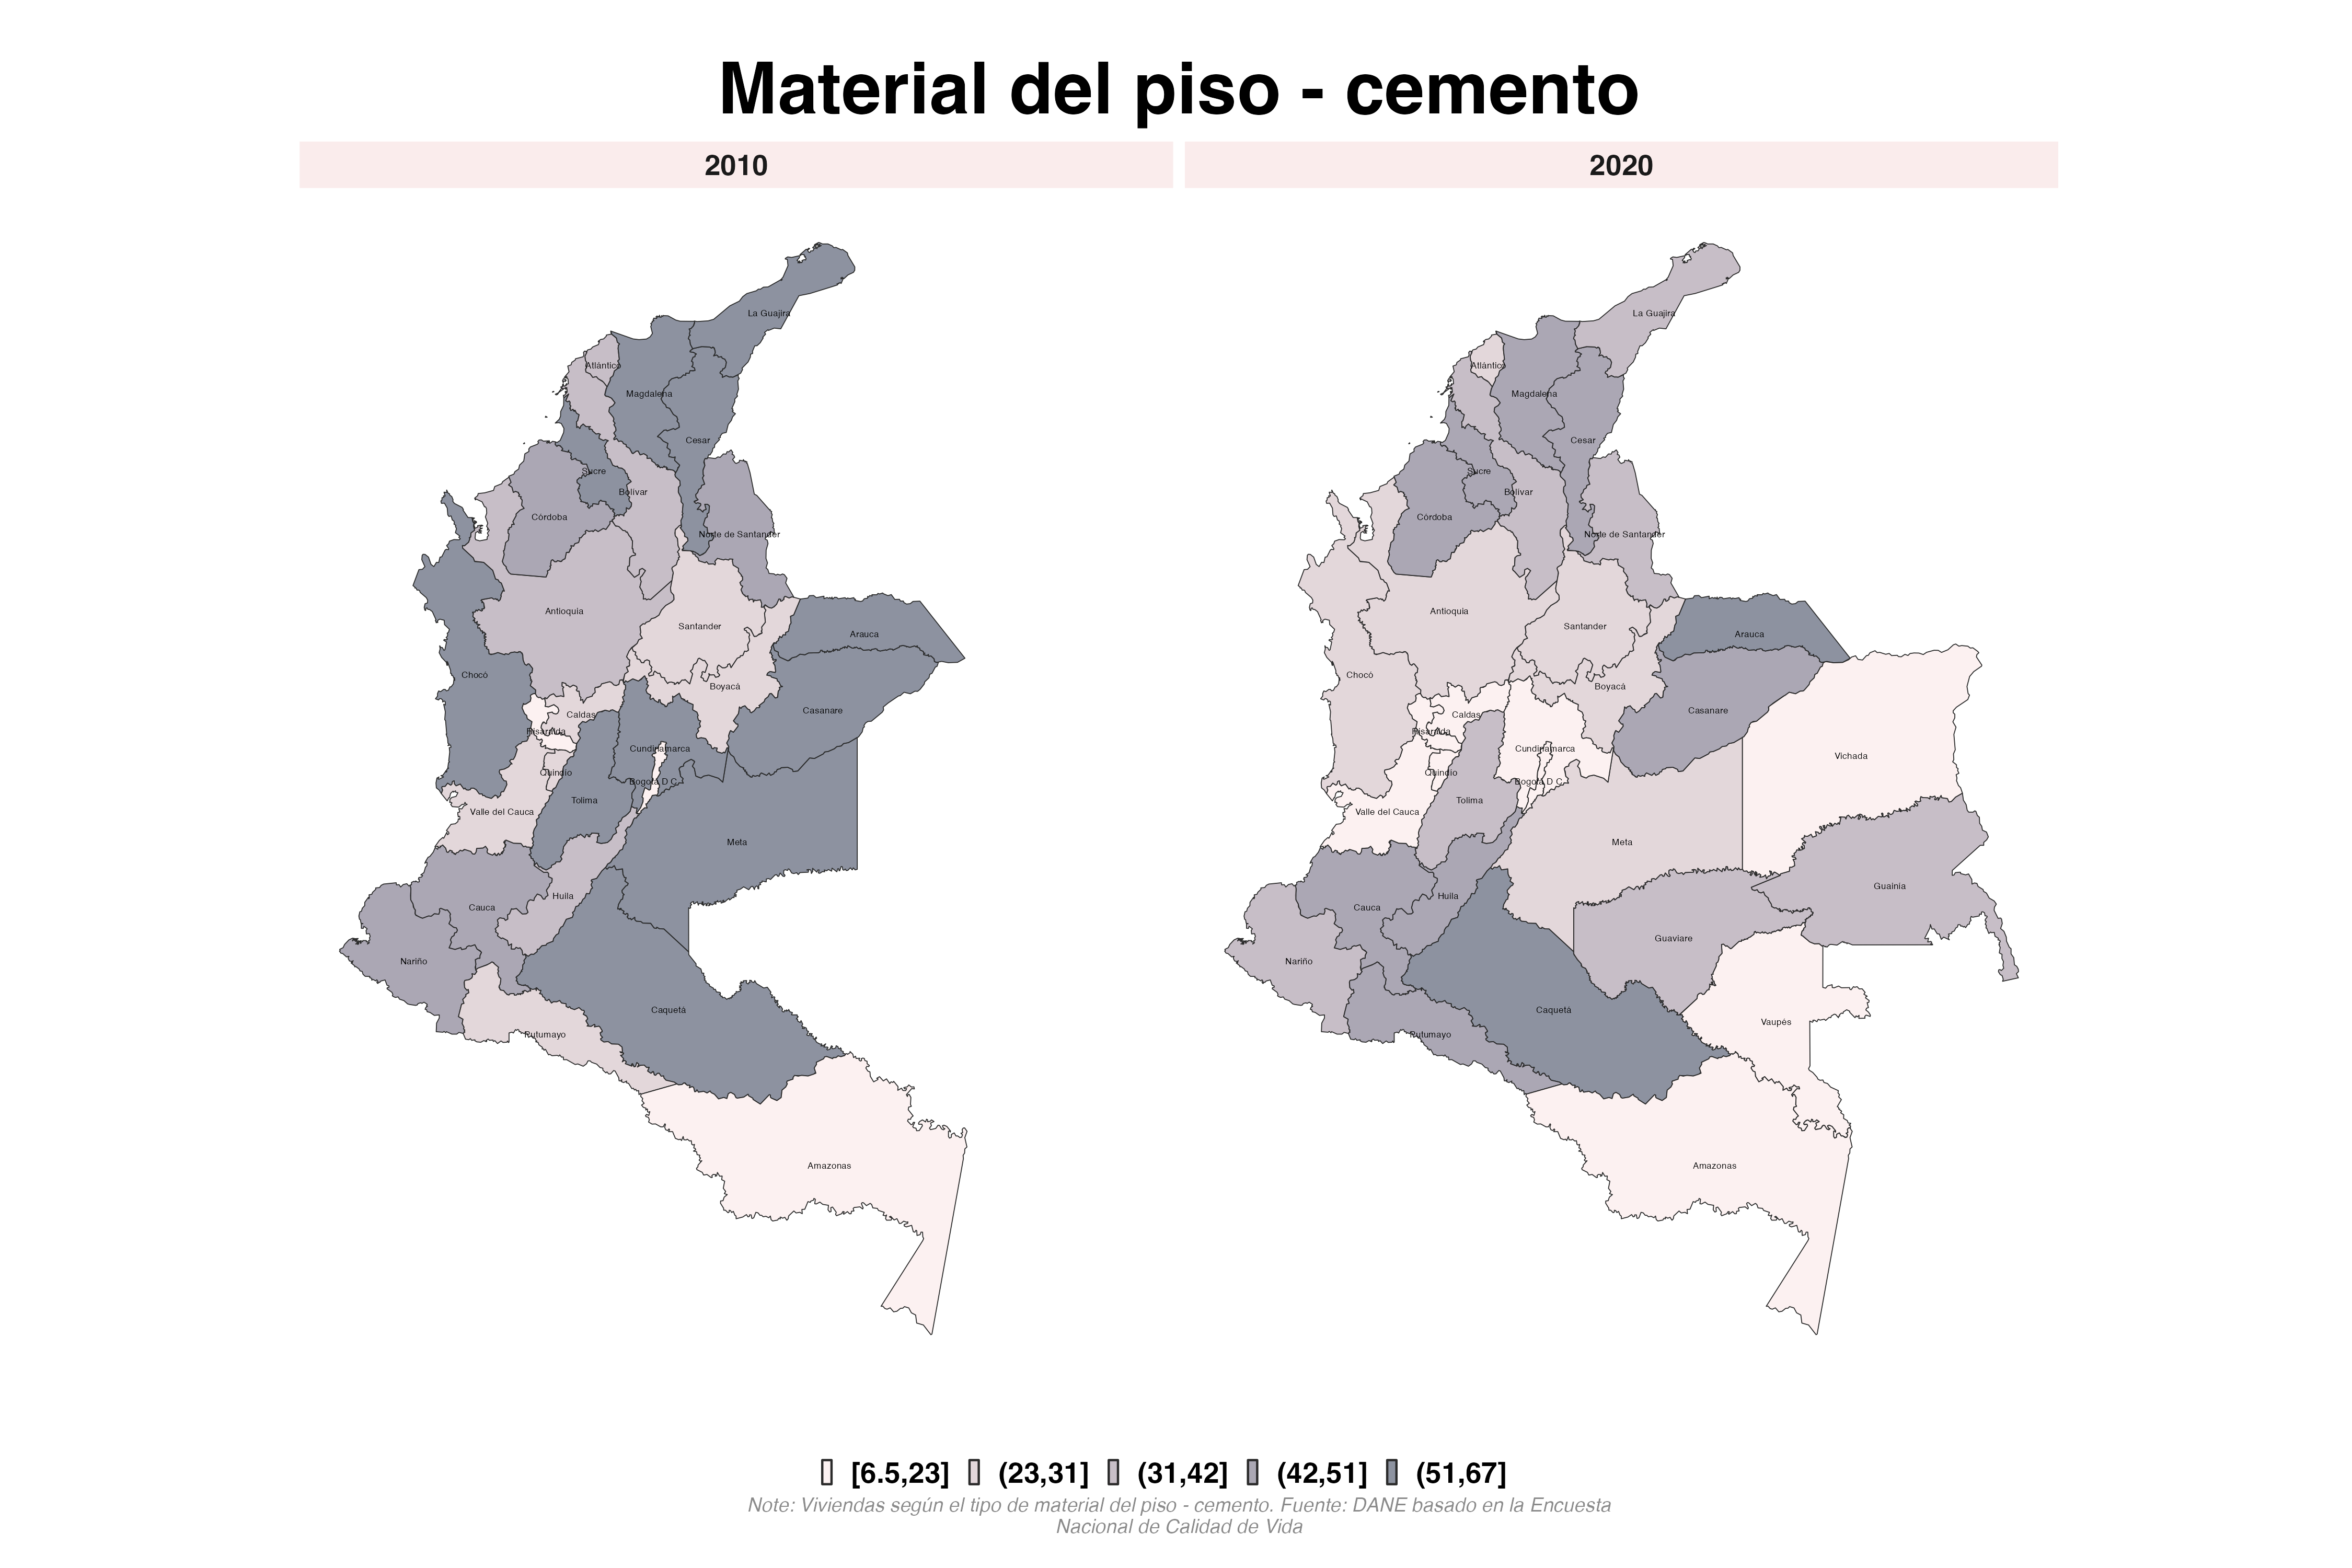 Material del piso - cemento
2010
2020
La Guajira
Atlántico
Magdalena
Cesar
Sucre
Bolívar
Córdoba
Norte de Santander
Antioquia
Santander
Arauca
Chocó
Boyacá
Casanare
Caldas
Risaralda
Cundinamarca
Quindío
Bogotá D.C.
Tolima
Valle del Cauca
Meta
Huila
Cauca
Nariño
Caquetá
Putumayo
Amazonas
La Guajira
Atlántico
Magdalena
Cesar
Sucre
Bolívar
Córdoba
Norte de Santander
Antioquia
Santander
Arauca
Chocó
Boyacá
Casanare
Caldas
Risaralda
Cundinamarca
Vichada
Quindío
Bogotá D.C.
Tolima
Valle del Cauca
Meta
Guainia
Huila
Cauca
Guaviare
Nariño
Caquetá
Vaupés
Putumayo
Amazonas
[6.5,23] (23,31] (31,42] (42,51] (51,67]
Note: Viviendas según el tipo de material del piso - cemento. Fuente: DANE basado en la Encuesta
Nacional de Calidad de Vida